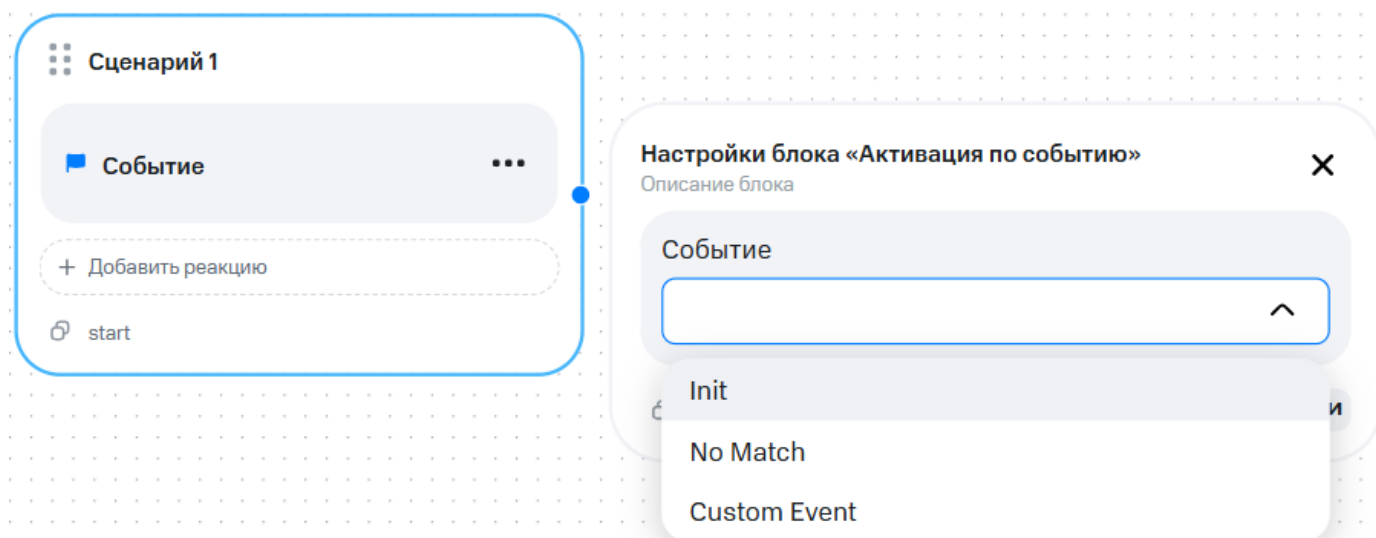 Сценарий 1
Событие
+ Добавить реакцию
start
Настройки блока «Активация по событию»
Описание блока
Событие
Init
No Match
Custom Event